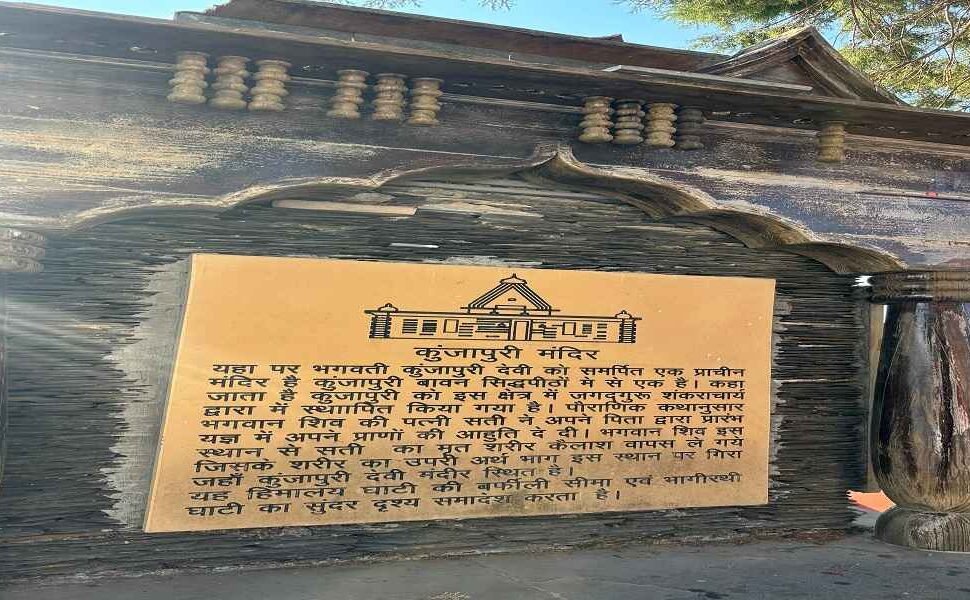 कुंजापुरी मंदिर
यहा पर भगवती कुंजापुरी देवी को समर्पित एक प्राचीन
मंदिर है कुंजापुरी बावन सिद्धपीठों में से एक है। कहा
जाता है कुंजापुरी को इस क्षेत्र में जगद्गुरू शंकराचार्य
द्वारा में स्थाापित किया गया है। पौराणिक कथानुसार
भगवान शिव की पत्नी सती ने अपने पिता द्वारा प्रारंभ
यज्ञ में अपने प्राणों की आहुति दे दी। भगवान शिव इस
स्थान से सती का मृत शरीर कैलाश वापस ले गये
जिसके शरीर का उपरी अर्थ भाग इस स्थान पर गिरा
जहाँ कुंजापुरी देवी मंदीर स्थित है।
यह हिमालय घाटी की बर्फीली सीमा एवं भागीरथी
घाटी का सुंदर दृश्य समादेश करता है।